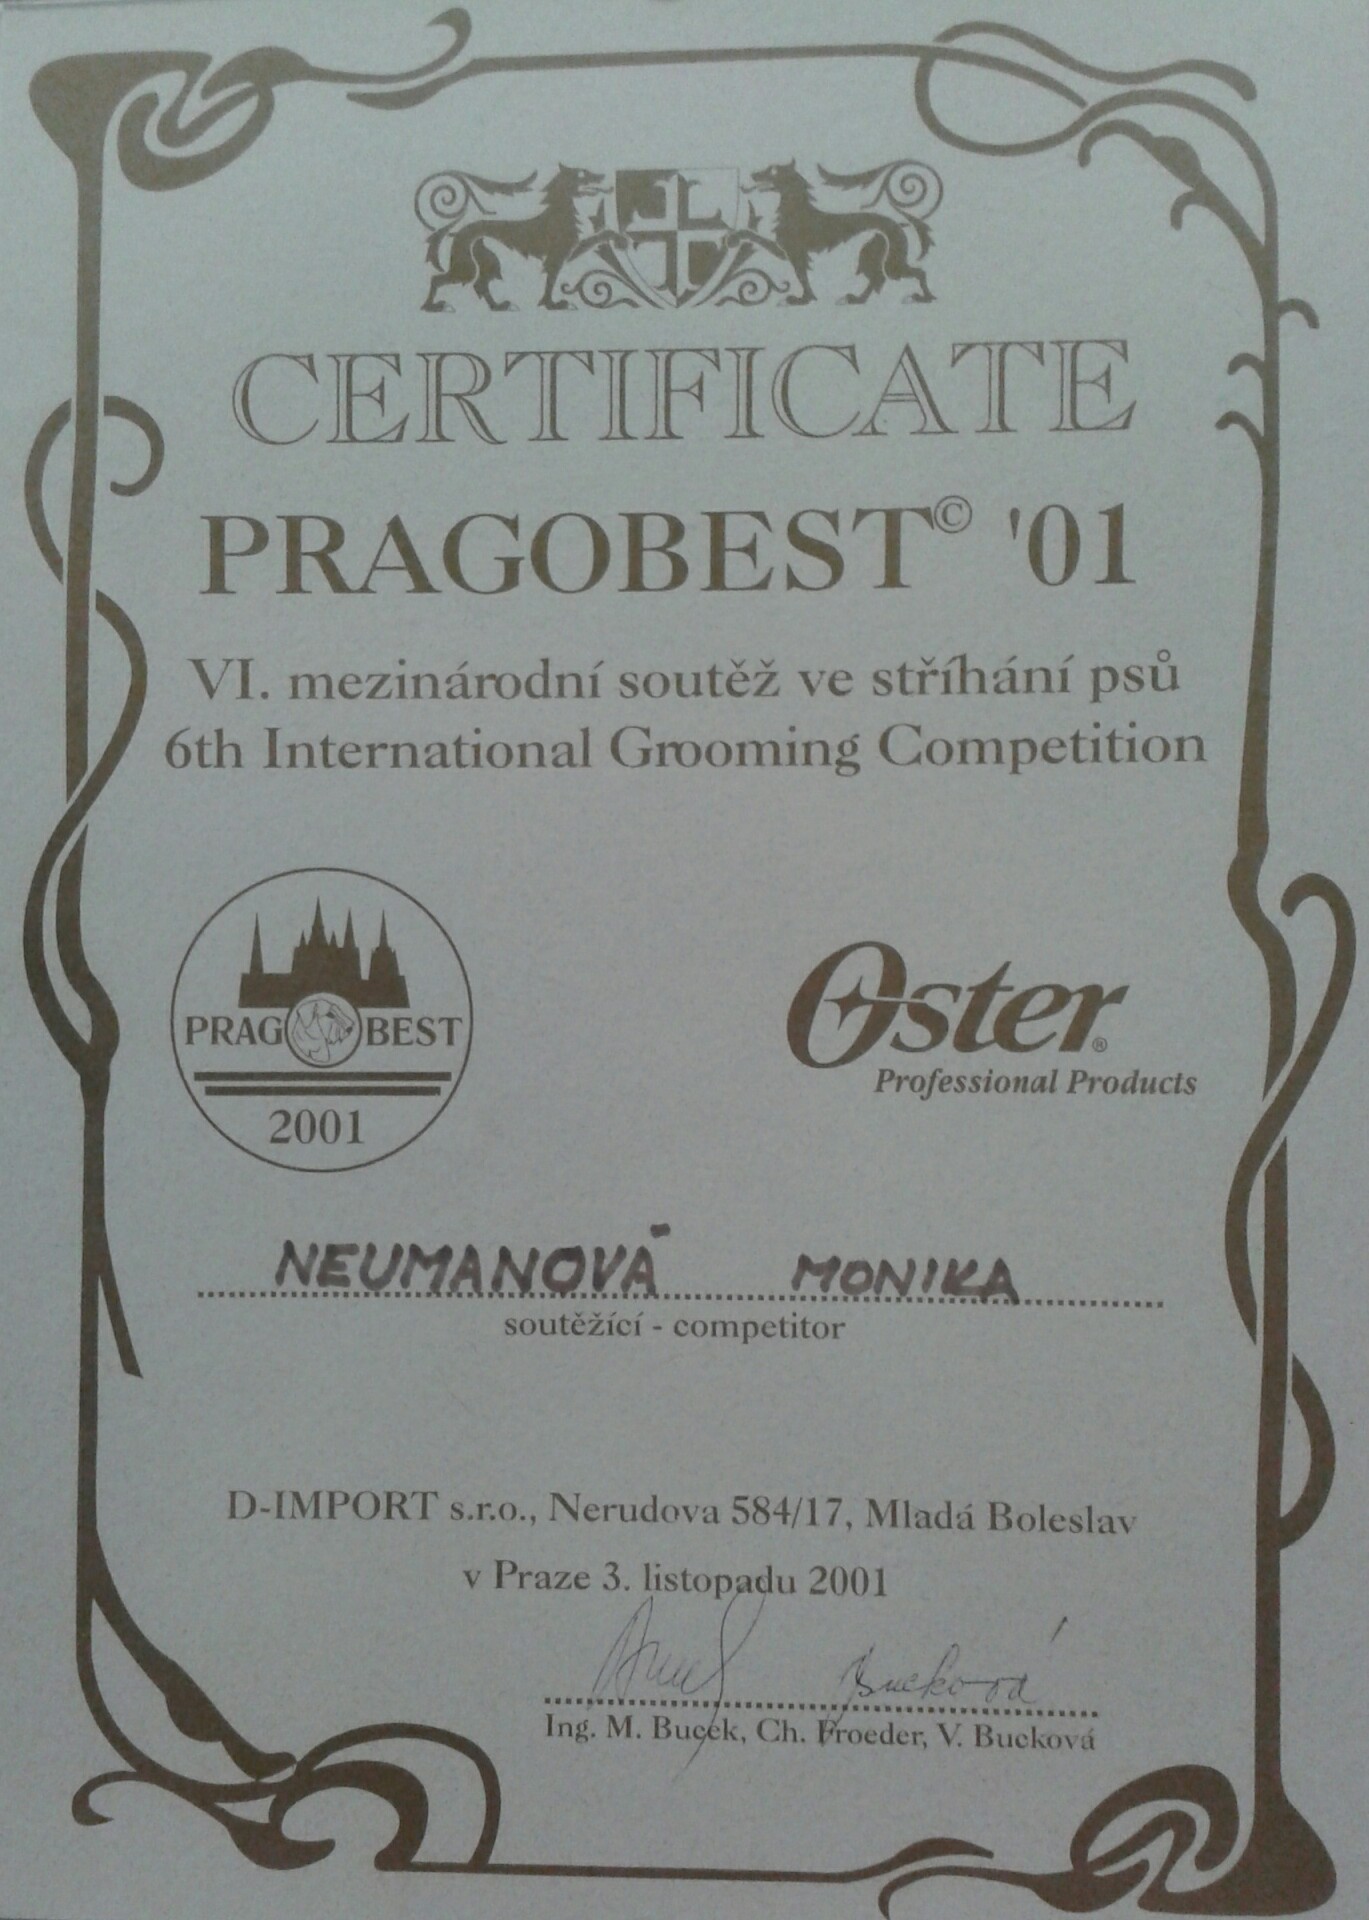 CERTIFICATE
PRAGOBEST© '01
VI. mezinárodní soutěž ve stříhání psů
6th International Grooming Competition
PRAG BEST
2001
Oster®
Professional Products
NEUMANOVÁ MONIKA
soutěžící - competitor
D-IMPORT s.r.o., Nerudova 584/17, Mladá Boleslav
v Praze 3. listopadu 2001
Bucková
Ing. M. Bucek, Ch. Froeder, V. Bucková